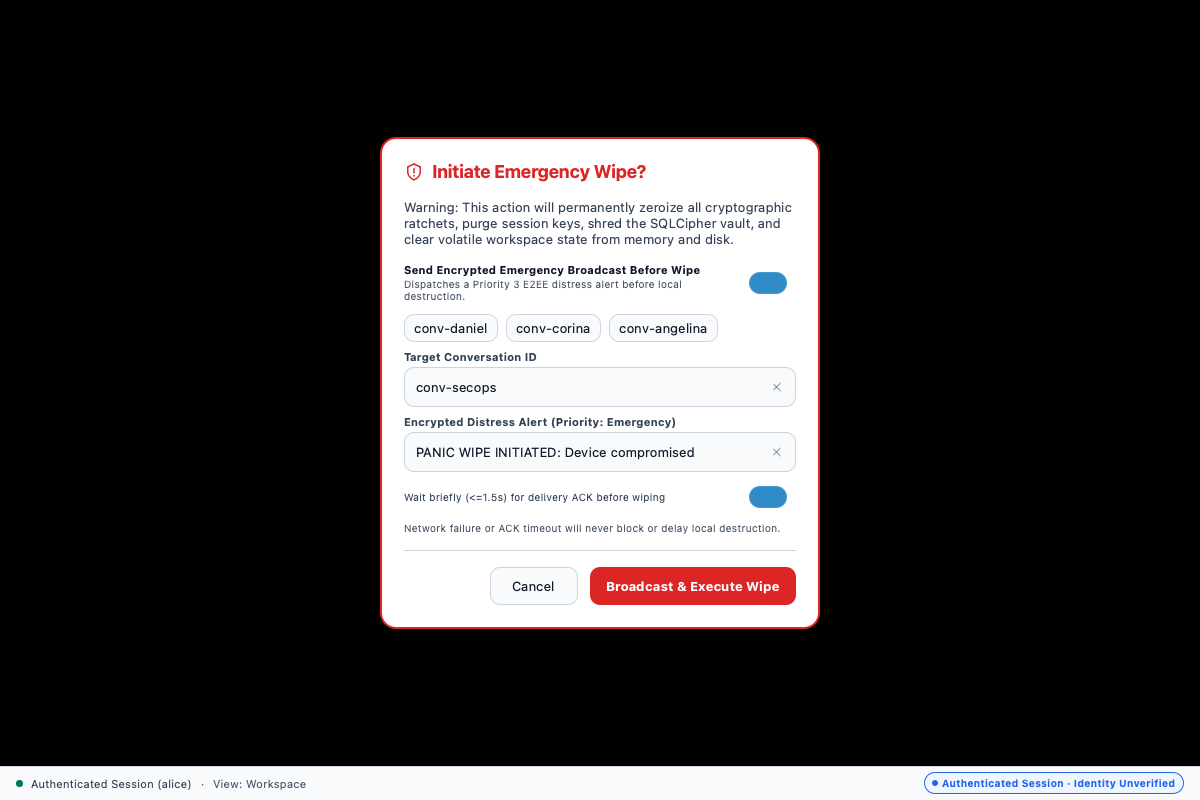 Initiate Emergency Wipe?
Warning: This action will permanently zeroize all cryptographic
ratchets, purge session keys, shred the SQLCipher vault, and
clear volatile workspace state from memory and disk.
Send Encrypted Emergency Broadcast Before Wipe
Dispatches a Priority 3 E2EE distress alert before local
destruction.
conv-daniel conv-corina conv-angelina
Target Conversation ID
conv-secops
Encrypted Distress Alert (Priority: Emergency)
PANIC WIPE INITIATED: Device compromised
Wait briefly (<=1.5s) for delivery ACK before wiping
Network failure or ACK timeout will never block or delay local destruction.
Cancel Broadcast & Execute Wipe
Authenticated Session (alice) · View: Workspace Authenticated Session · Identity Unverified